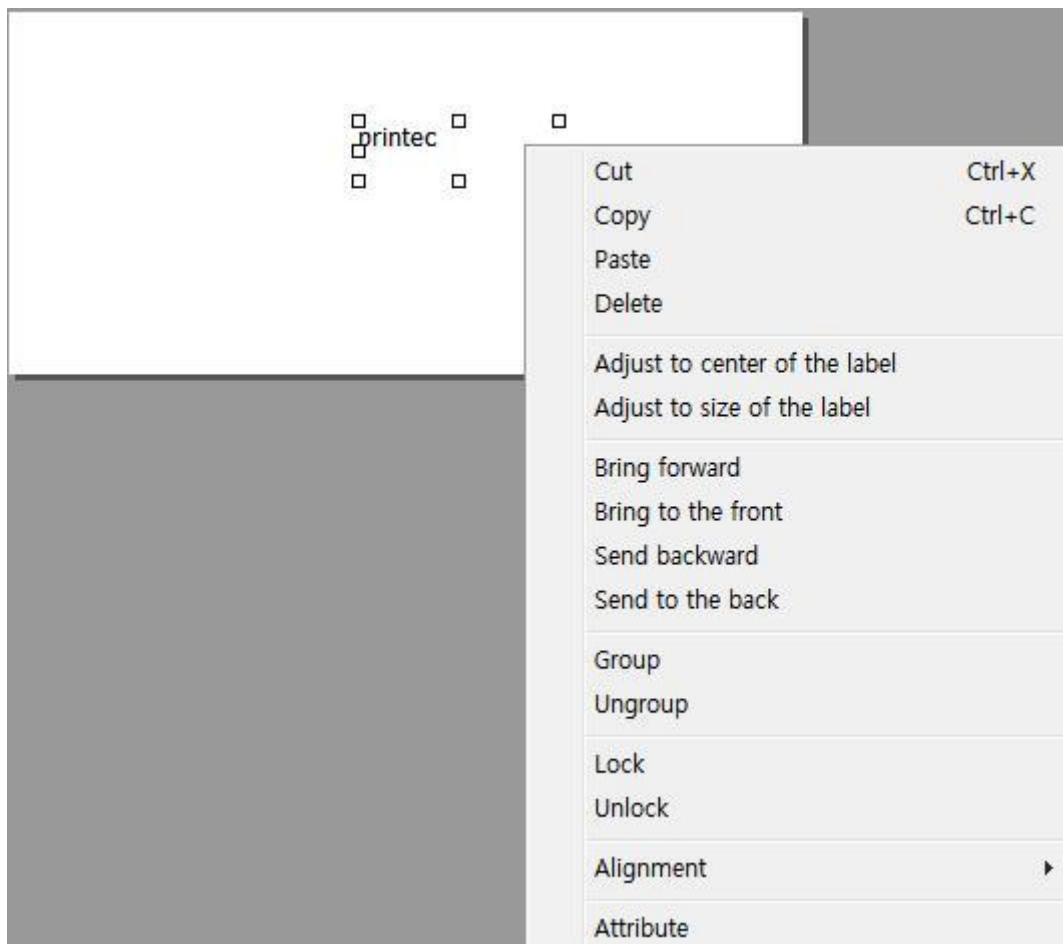 printec
Cut Ctrl+X
Copy Ctrl+C
Paste
Delete
Adjust to center of the label
Adjust to size of the label
Bring forward
Bring to the front
Send backward
Send to the back
Group
Ungroup
Lock
Unlock
Alignment
Attribute